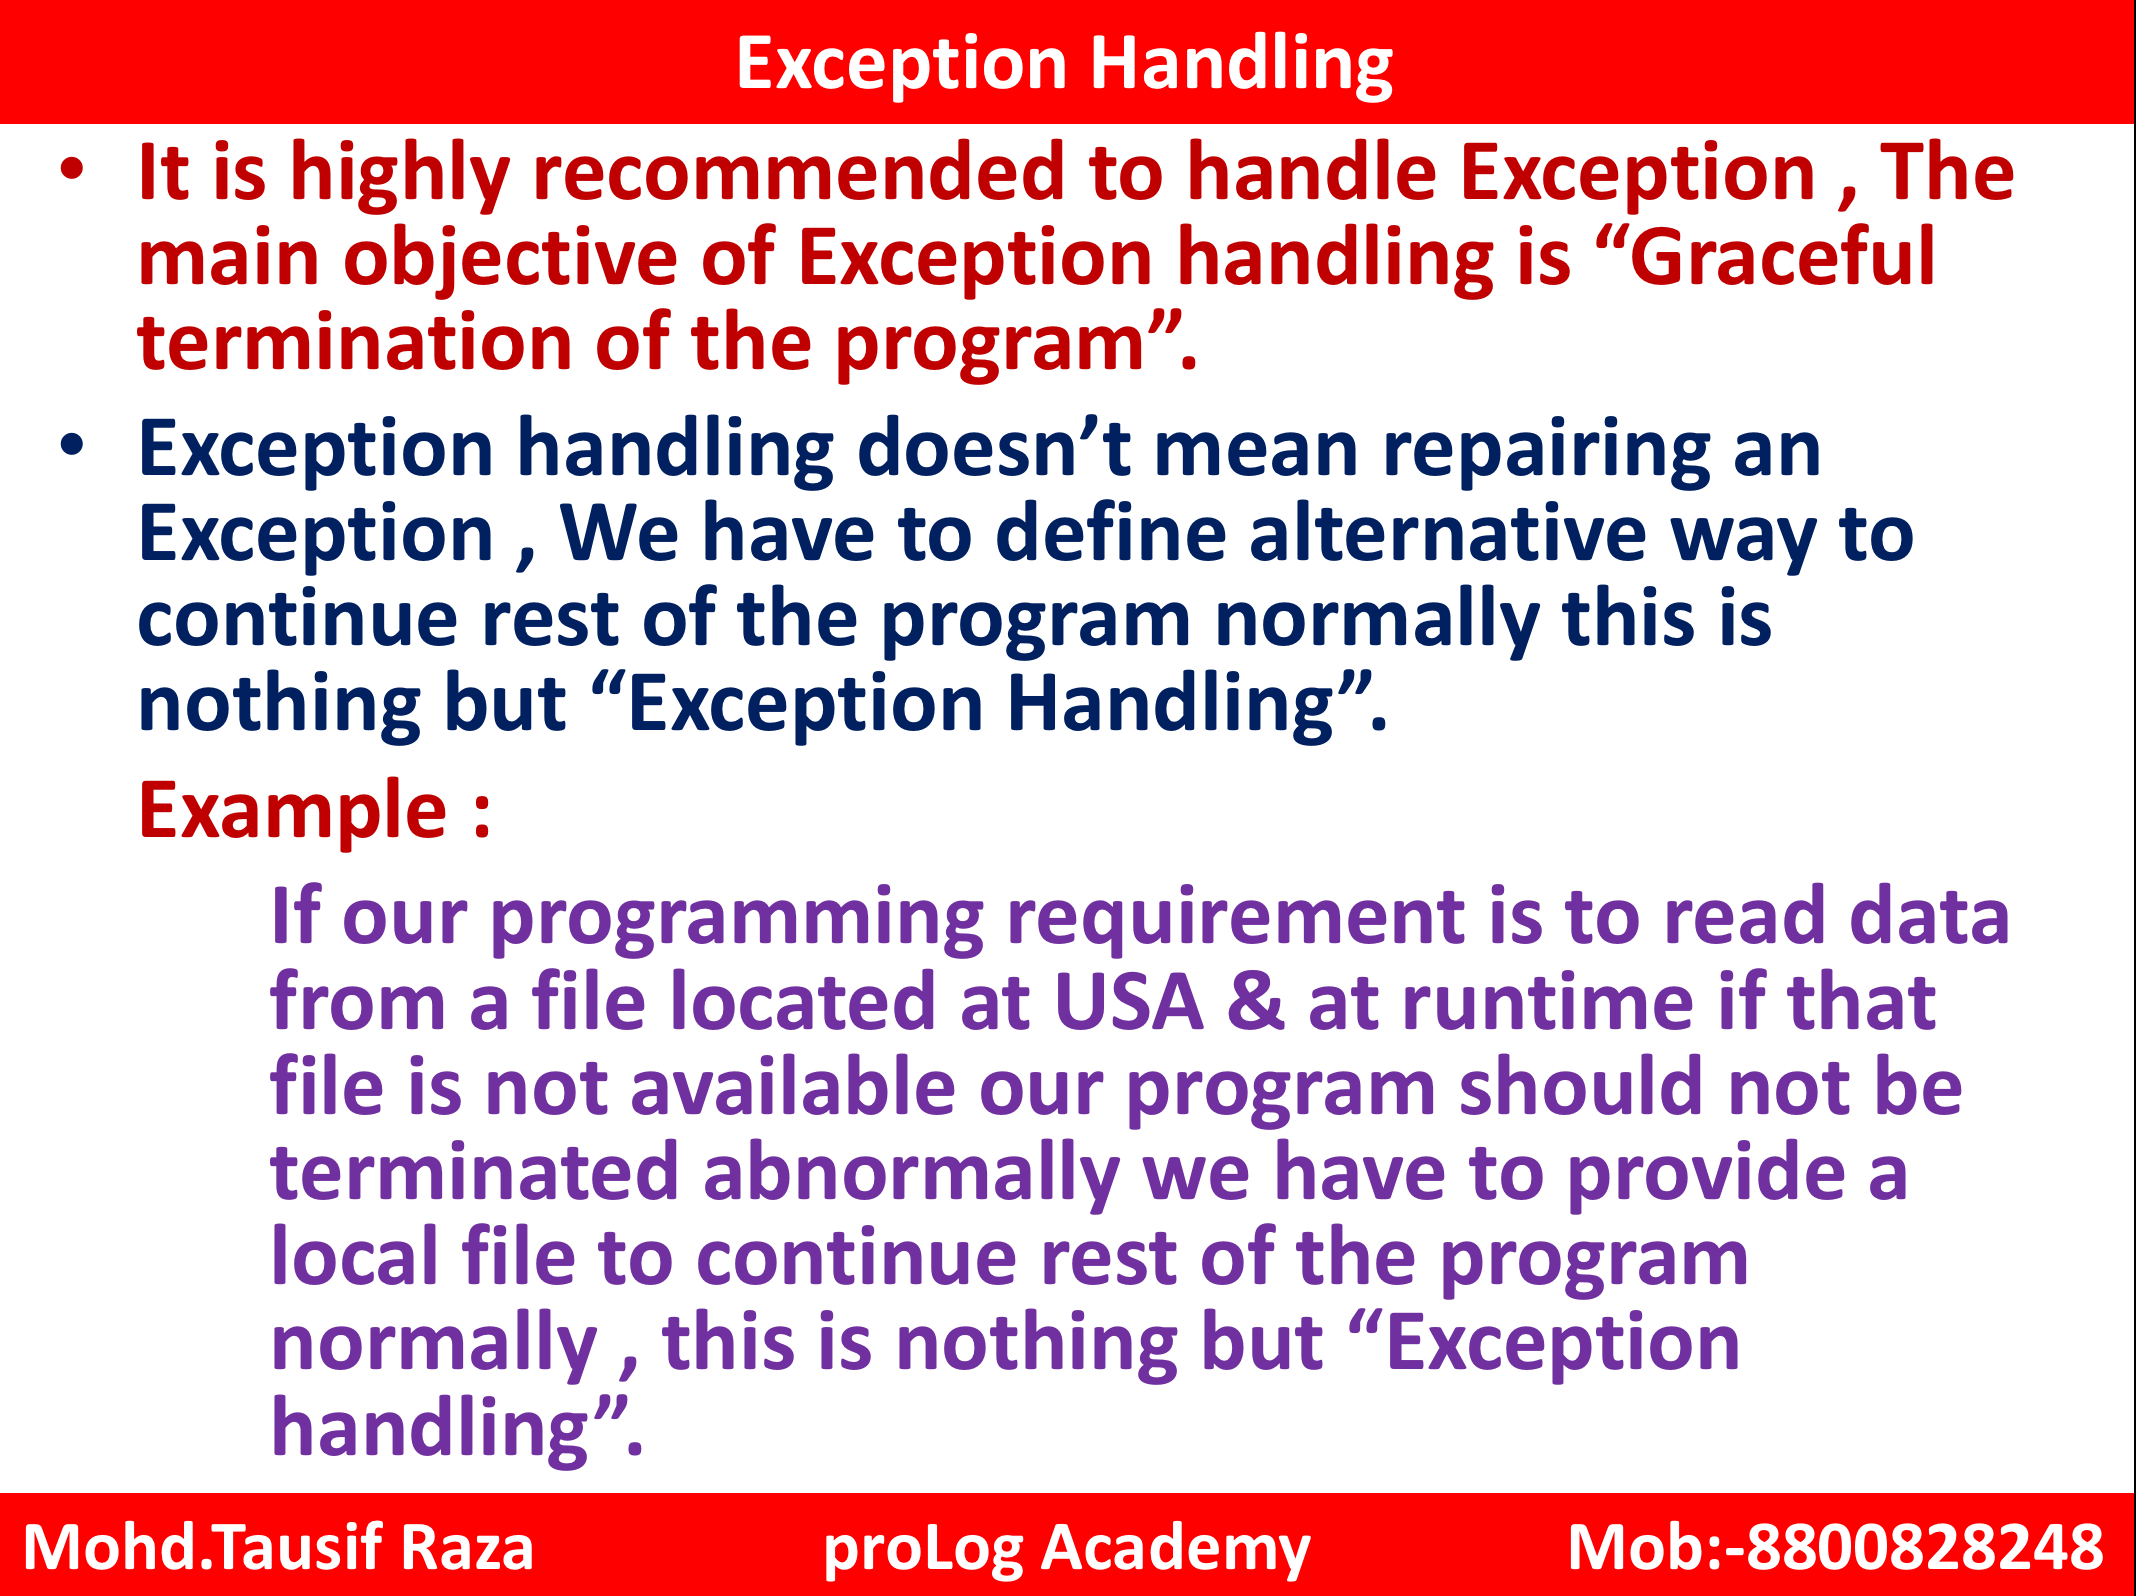 Exception Handling
• It is highly recommended to handle Exception , The
main objective of Exception handling is “Graceful
termination of the program”.
• Exception handling doesn’t mean repairing an
Exception , We have to define alternative way to
continue rest of the program normally this is
nothing but “Exception Handling”.
Example :
If our programming requirement is to read data
from a file located at USA & at runtime if that
file is not available our program should not be
terminated abnormally we have to provide a
local file to continue rest of the program
normally , this is nothing but “Exception
handling”.
Mohd.Tausif Raza proLog Academy Mob:-8800828248